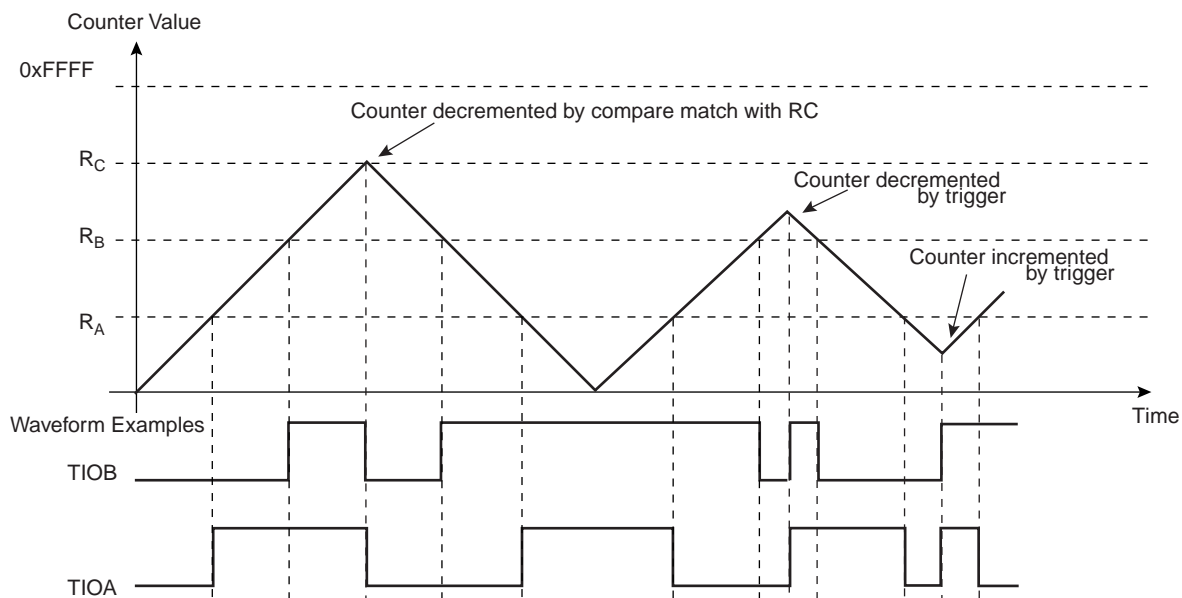 Counter Value
0xFFFF
Counter decremented by compare match with RC
RC
Counter decremented
by trigger
RB
Counter incremented
by trigger
RA
Time
Waveform Examples
TIOB
TIOA